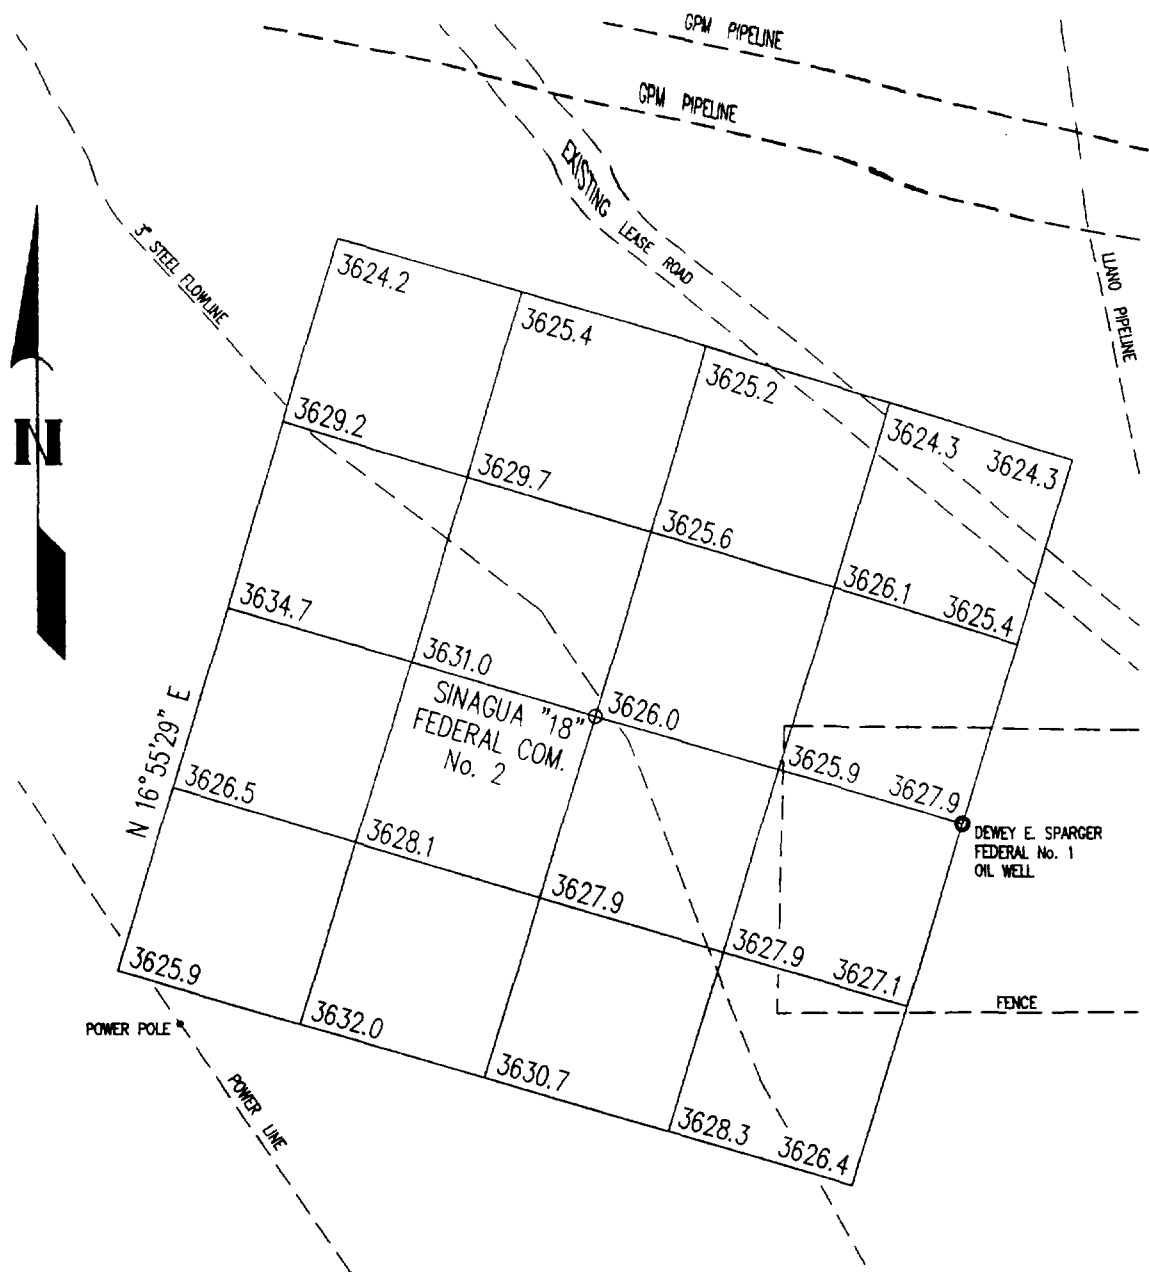 GPM PIPELINE
GPM PIPELINE
EXISTING LEASE ROAD
3" STEEL FLOWLINE
LLANO PIPELINE
N
3624.2
3625.4
3625.2
3624.3 3624.3
3629.2
3629.7
3625.6
3626.1 3625.4
3634.7
3631.0
3626.0
3625.9 3627.9
SINAGUA "18"
FEDERAL COM.
No. 2
N 16°55'29" E
DEWEY E. SPARGER
FEDERAL No. 1
OIL WELL
3626.5
3628.1
3627.9
3627.9 3627.1
FENCE
3625.9
3632.0
3630.7
3628.3 3626.4
POWER POLE
POWER LINE